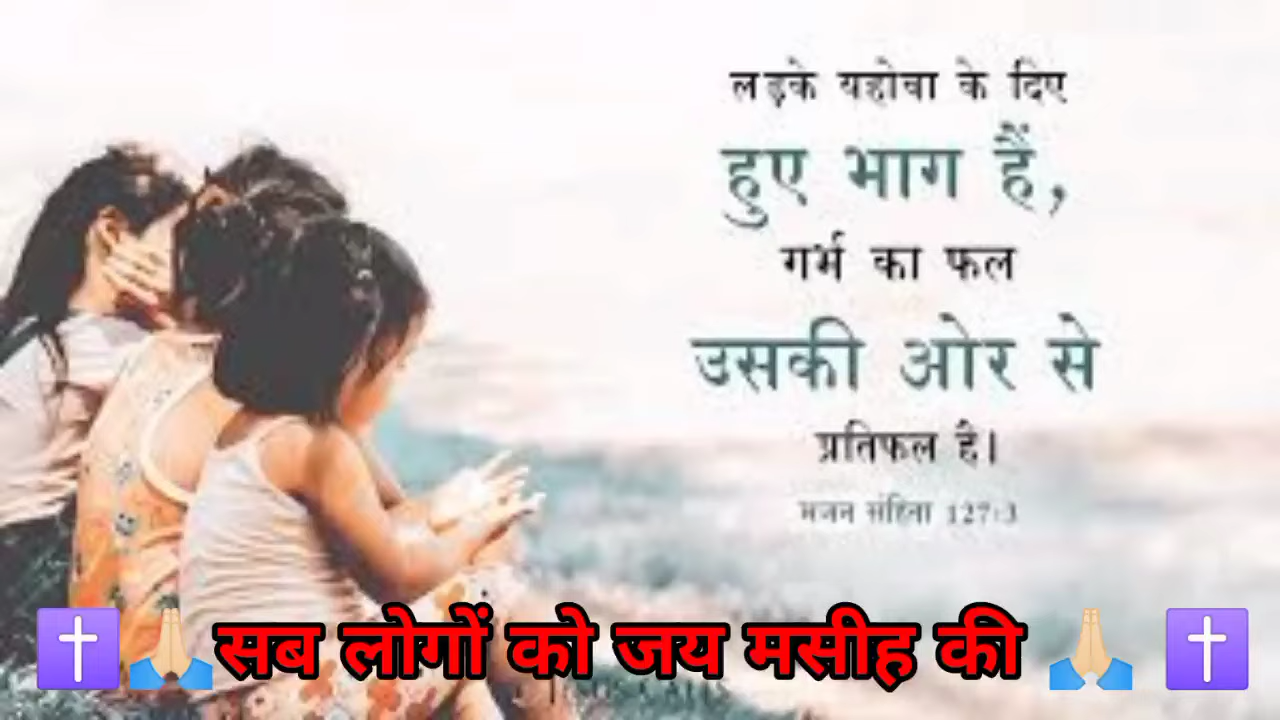 लड़के यहोवा के दिए
हुए भाग हैं,
गर्भ का फल
उसकी ओर से
प्रतिफल है।
भजन संहिता 127:3
सब लोगों को जय मसीह की